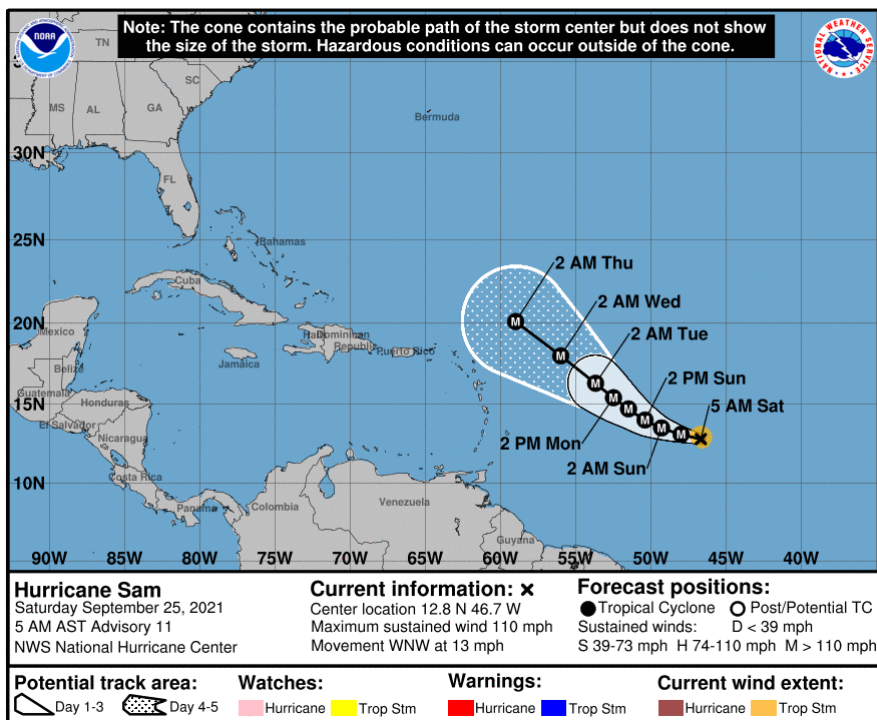 Note: The cone contains the probable path of the storm center but does not show
the size of the storm. Hazardous conditions can occur outside of the cone.
NOAA
NATIONAL WEATHER SERVICE
TN
SC
MS
AL
GA
Bermuda
30N
FL
25N
Bahamas
2 AM Thu
Cuba
2 AM Wed
20N
Mexico
Dominican
Republic
Puerto Rico
2 AM Tue
Jamaica
Belize
2 PM Sun
Guatemala
Honduras
15N
5 AM Sat
El Salvador
Nicaragua
2 PM Mon
2 AM Sun
10N
Costa Rica
Panama
Colombia
Venezuela
Guyana
90W 85W 80W 75W 70W 65W 60W 55W 50W 45W 40W
M M M M M M M M
Hurricane Sam
Saturday September 25, 2021
5 AM AST Advisory 11
NWS National Hurricane Center
Current information: x
Center location 12.8 N 46.7 W
Maximum sustained wind 110 mph
Movement WNW at 13 mph
Forecast positions:
Tropical Cyclone Post/Potential TC
Sustained winds: D < 39 mph
S 39-73 mph H 74-110 mph M > 110 mph
Potential track area:
Day 1-3 Day 4-5
Watches:
Hurricane Trop Stm
Warnings:
Hurricane Trop Stm
Current wind extent:
Hurricane Trop Stm